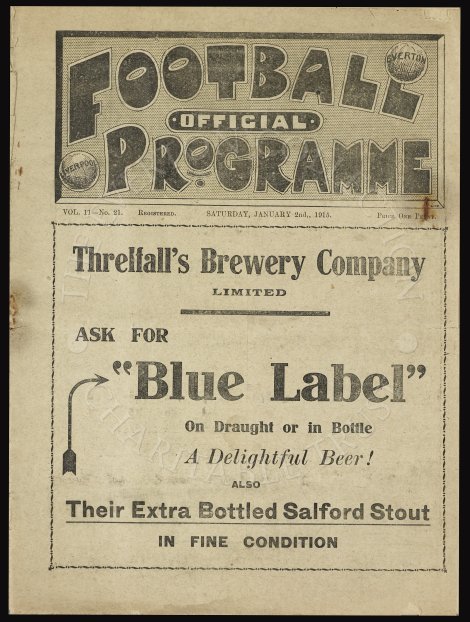 FOOTBALL
EVERTON
OFFICIAL
LIVERPOOL
PROGRAMME
VOL. 11—No. 21. REGISTERED. SATURDAY, JANUARY 2nd,, 1915. PRICE ONE PENNY.
Threlfall's Brewery Company
LIMITED
ASK FOR
"Blue Label"
On Draught or in Bottle
A Delightful Beer!
ALSO
Their Extra Bottled Salford Stout
IN FINE CONDITION